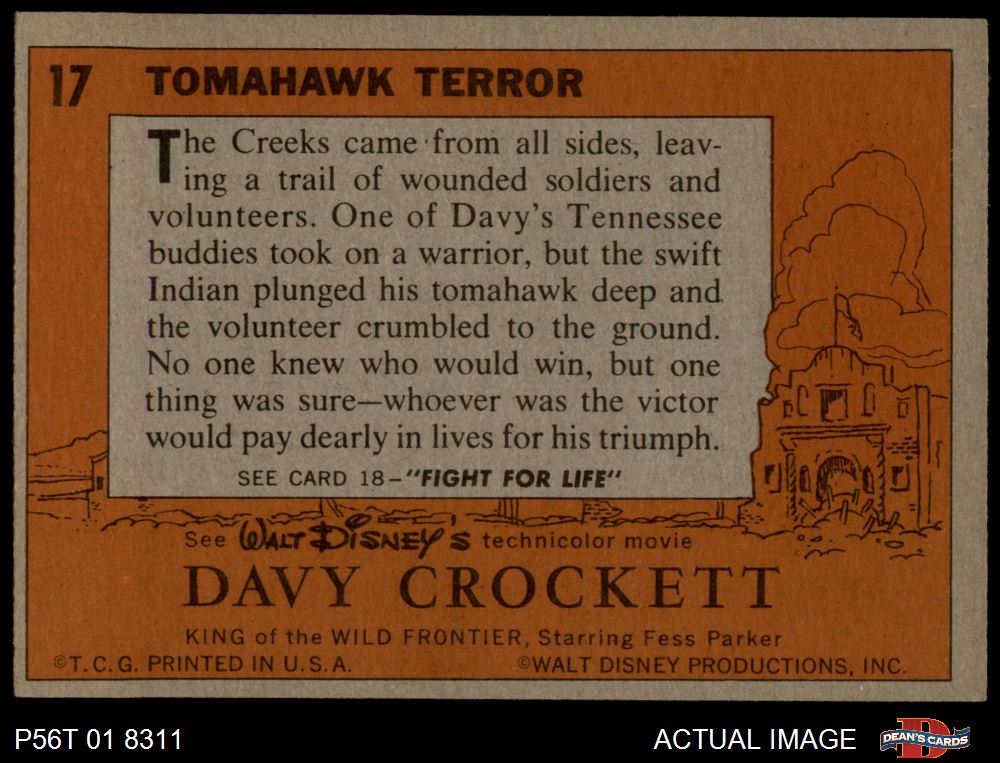 17 TOMAHAWK TERROR
The Creeks came from all sides, leav-
ing a trail of wounded soldiers and
volunteers. One of Davy's Tennessee
buddies took on a warrior, but the swift
Indian plunged his tomahawk deep and
the volunteer crumbled to the ground.
No one knew who would win, but one
thing was sure—whoever was the victor
would pay dearly in lives for his triumph.
SEE CARD 18-"FIGHT FOR LIFE"
See WALT DISNEY'S technicolor movie
DAVY CROCKETT
KING of the WILD FRONTIER, Starring Fess Parker
©T.C.G. PRINTED IN U.S.A. ©WALT DISNEY PRODUCTIONS, INC.
P56T 01 8311 ACTUAL IMAGE D DEAN'S CARDS